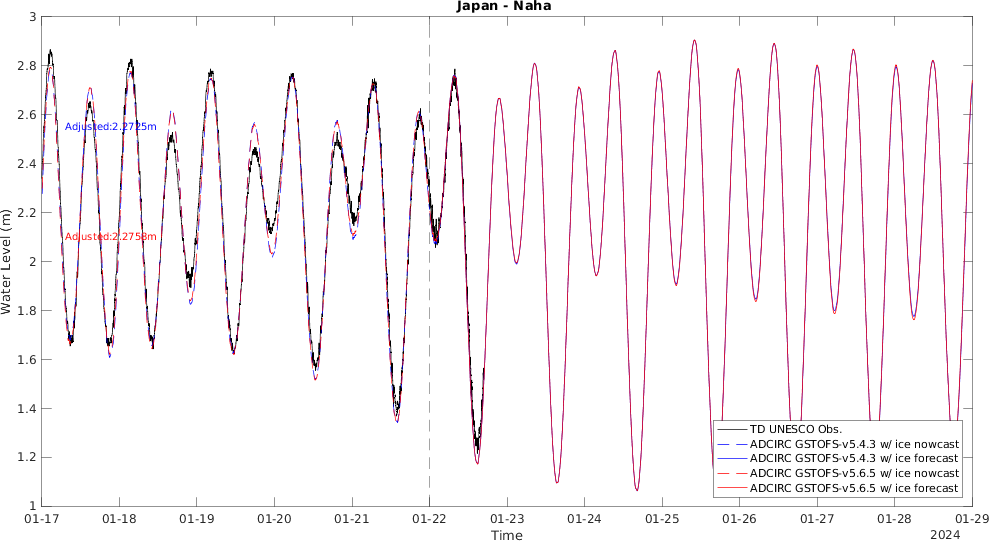 Japan - Naha
Water Level (m)
3
2.8
2.6
2.4
2.2
2
1.8
1.6
1.4
1.2
1
Adjusted:2.2725m
Adjusted:2.2758m
TD UNESCO Obs.
ADCIRC GSTOFS-v5.4.3 w/ ice nowcast
ADCIRC GSTOFS-v5.4.3 w/ ice forecast
ADCIRC GSTOFS-v5.6.5 w/ ice nowcast
ADCIRC GSTOFS-v5.6.5 w/ ice forecast
01-17 01-18 01-19 01-20 01-21 01-22 01-23 01-24 01-25 01-26 01-27 01-28 01-29
Time
2024